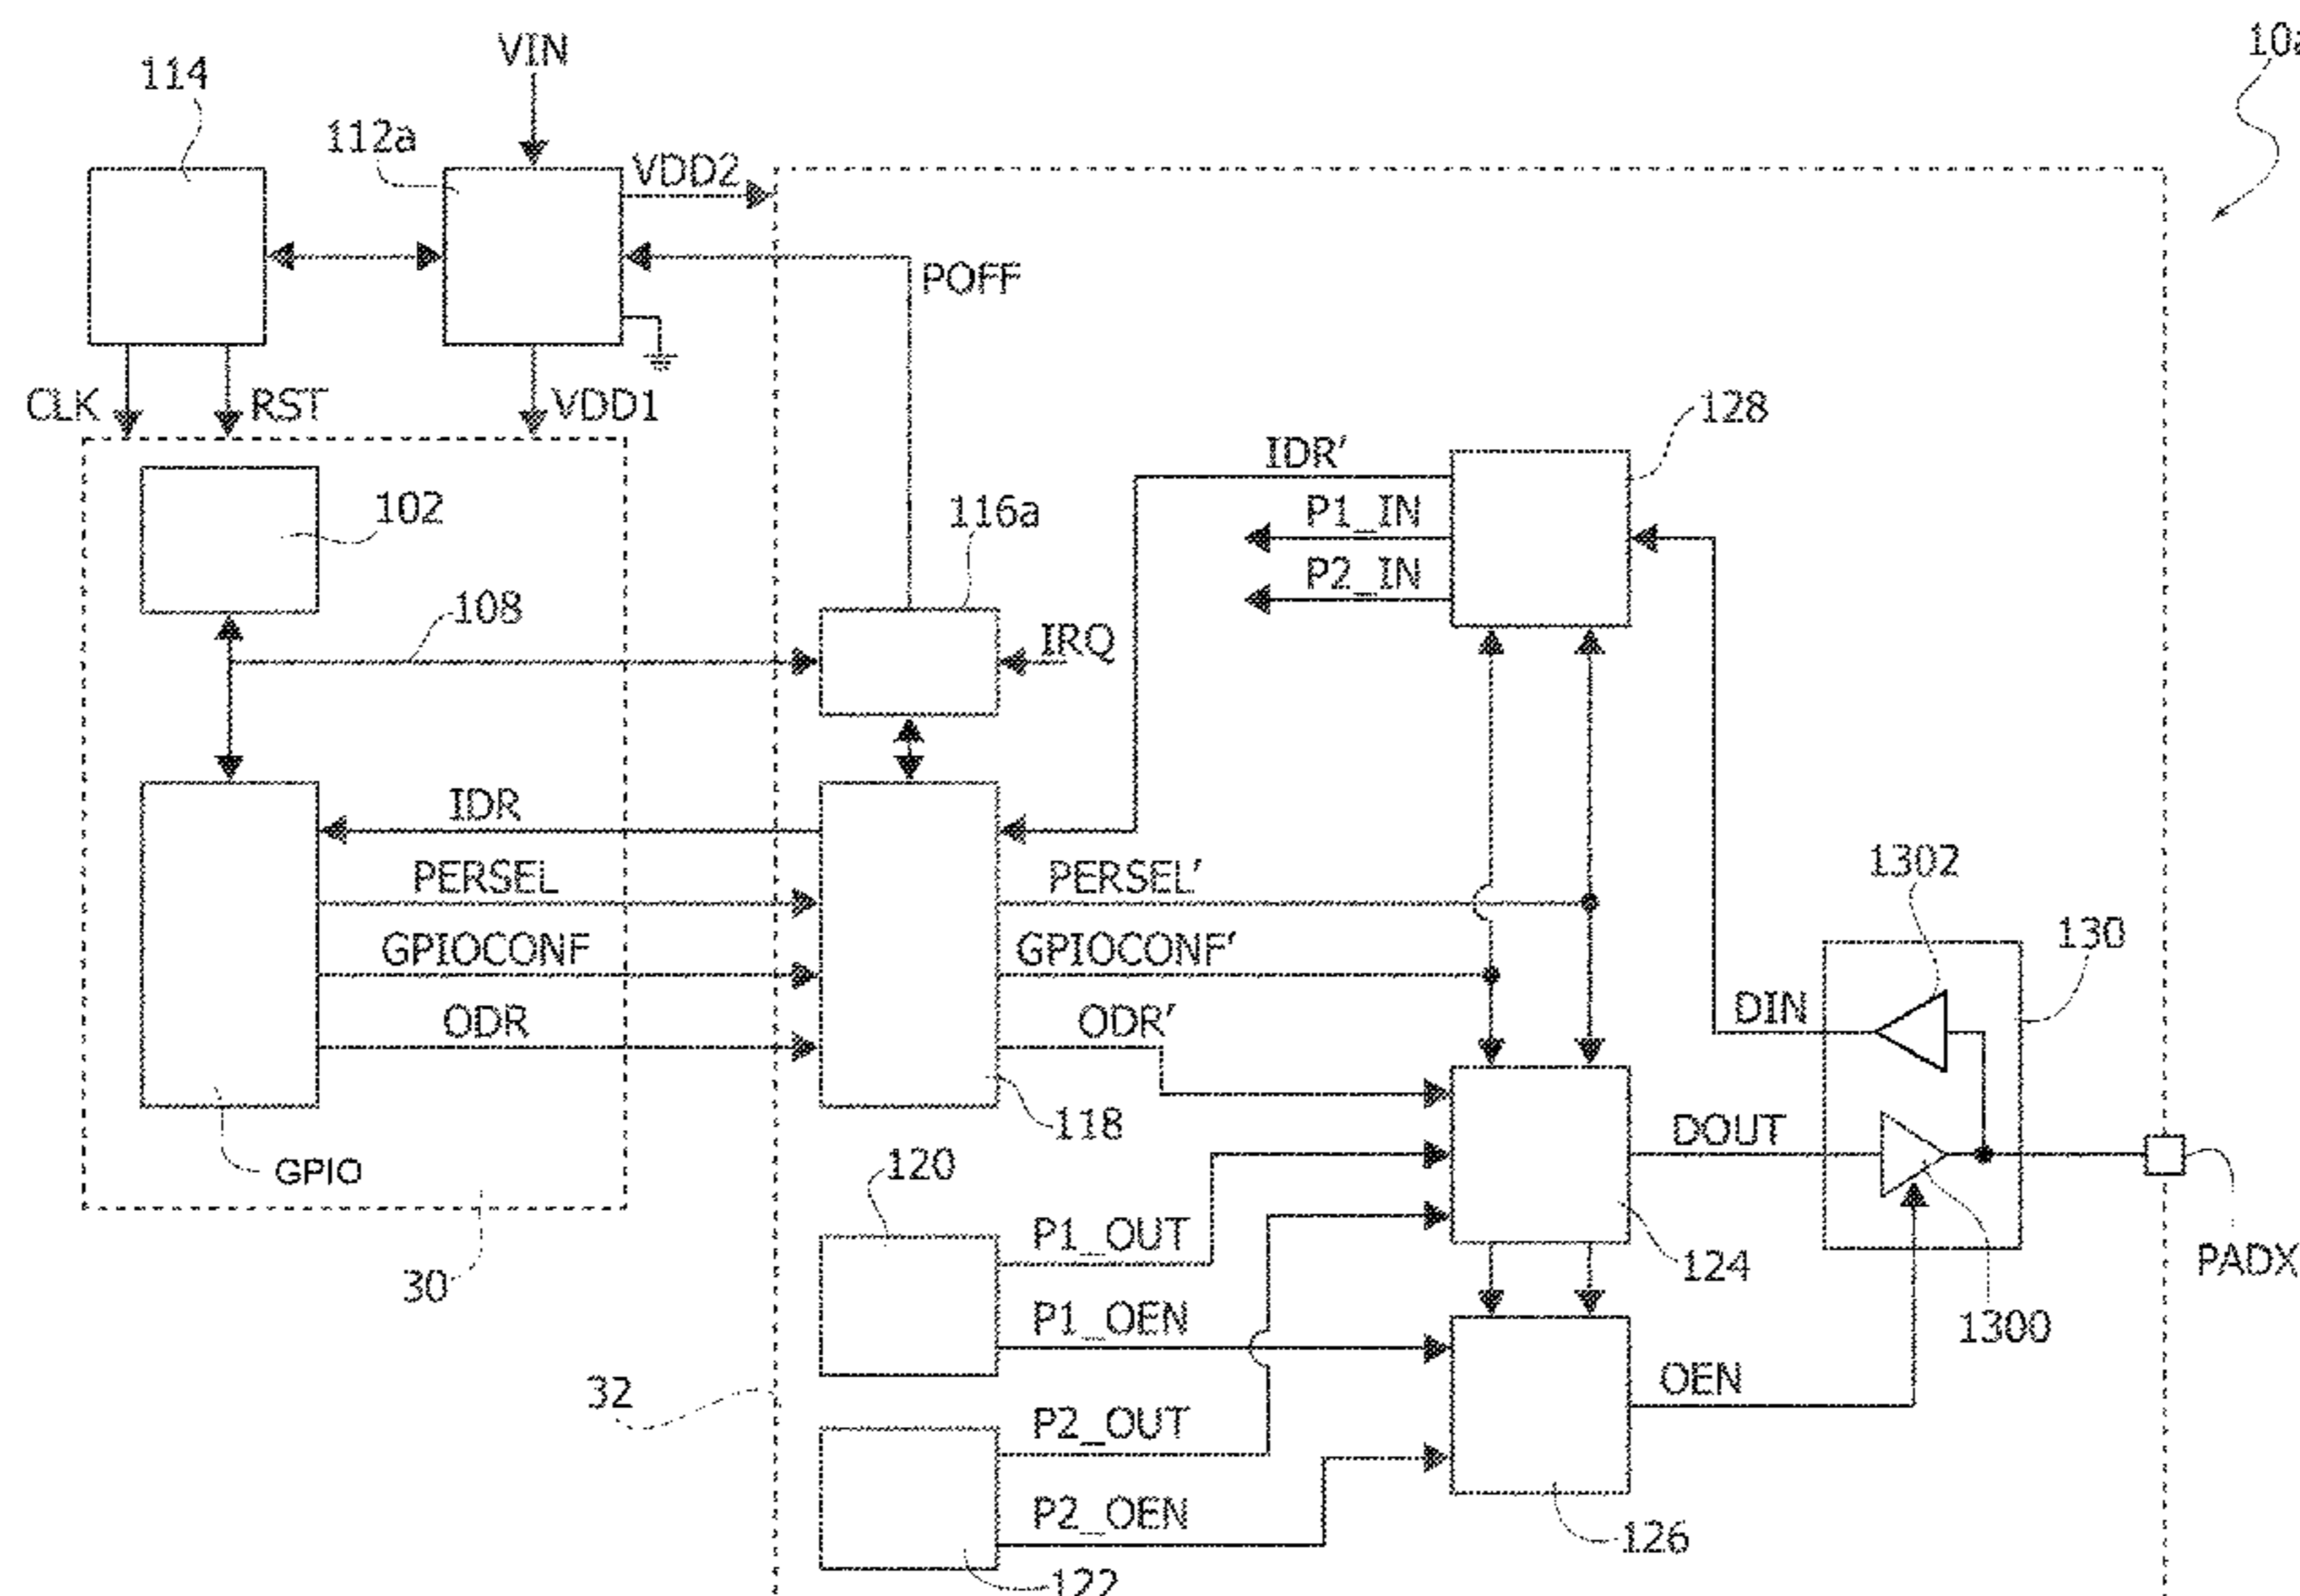 10a
VIN
114
112a
VDD2
POFF
CLK
RST
VDD1
128
IDR′
102
116a
P1_IN
P2_IN
108
IRQ
IDR
PERSEL
PERSEL′
1302
130
GPIOCONF
GPIOCONF′
ODR
ODR′
DIN
118
DOUT
GPIO
120
P1_OUT
124
PADX
30
P1_OEN
1300
32
OEN
P2_OUT
P2_OEN
126
122